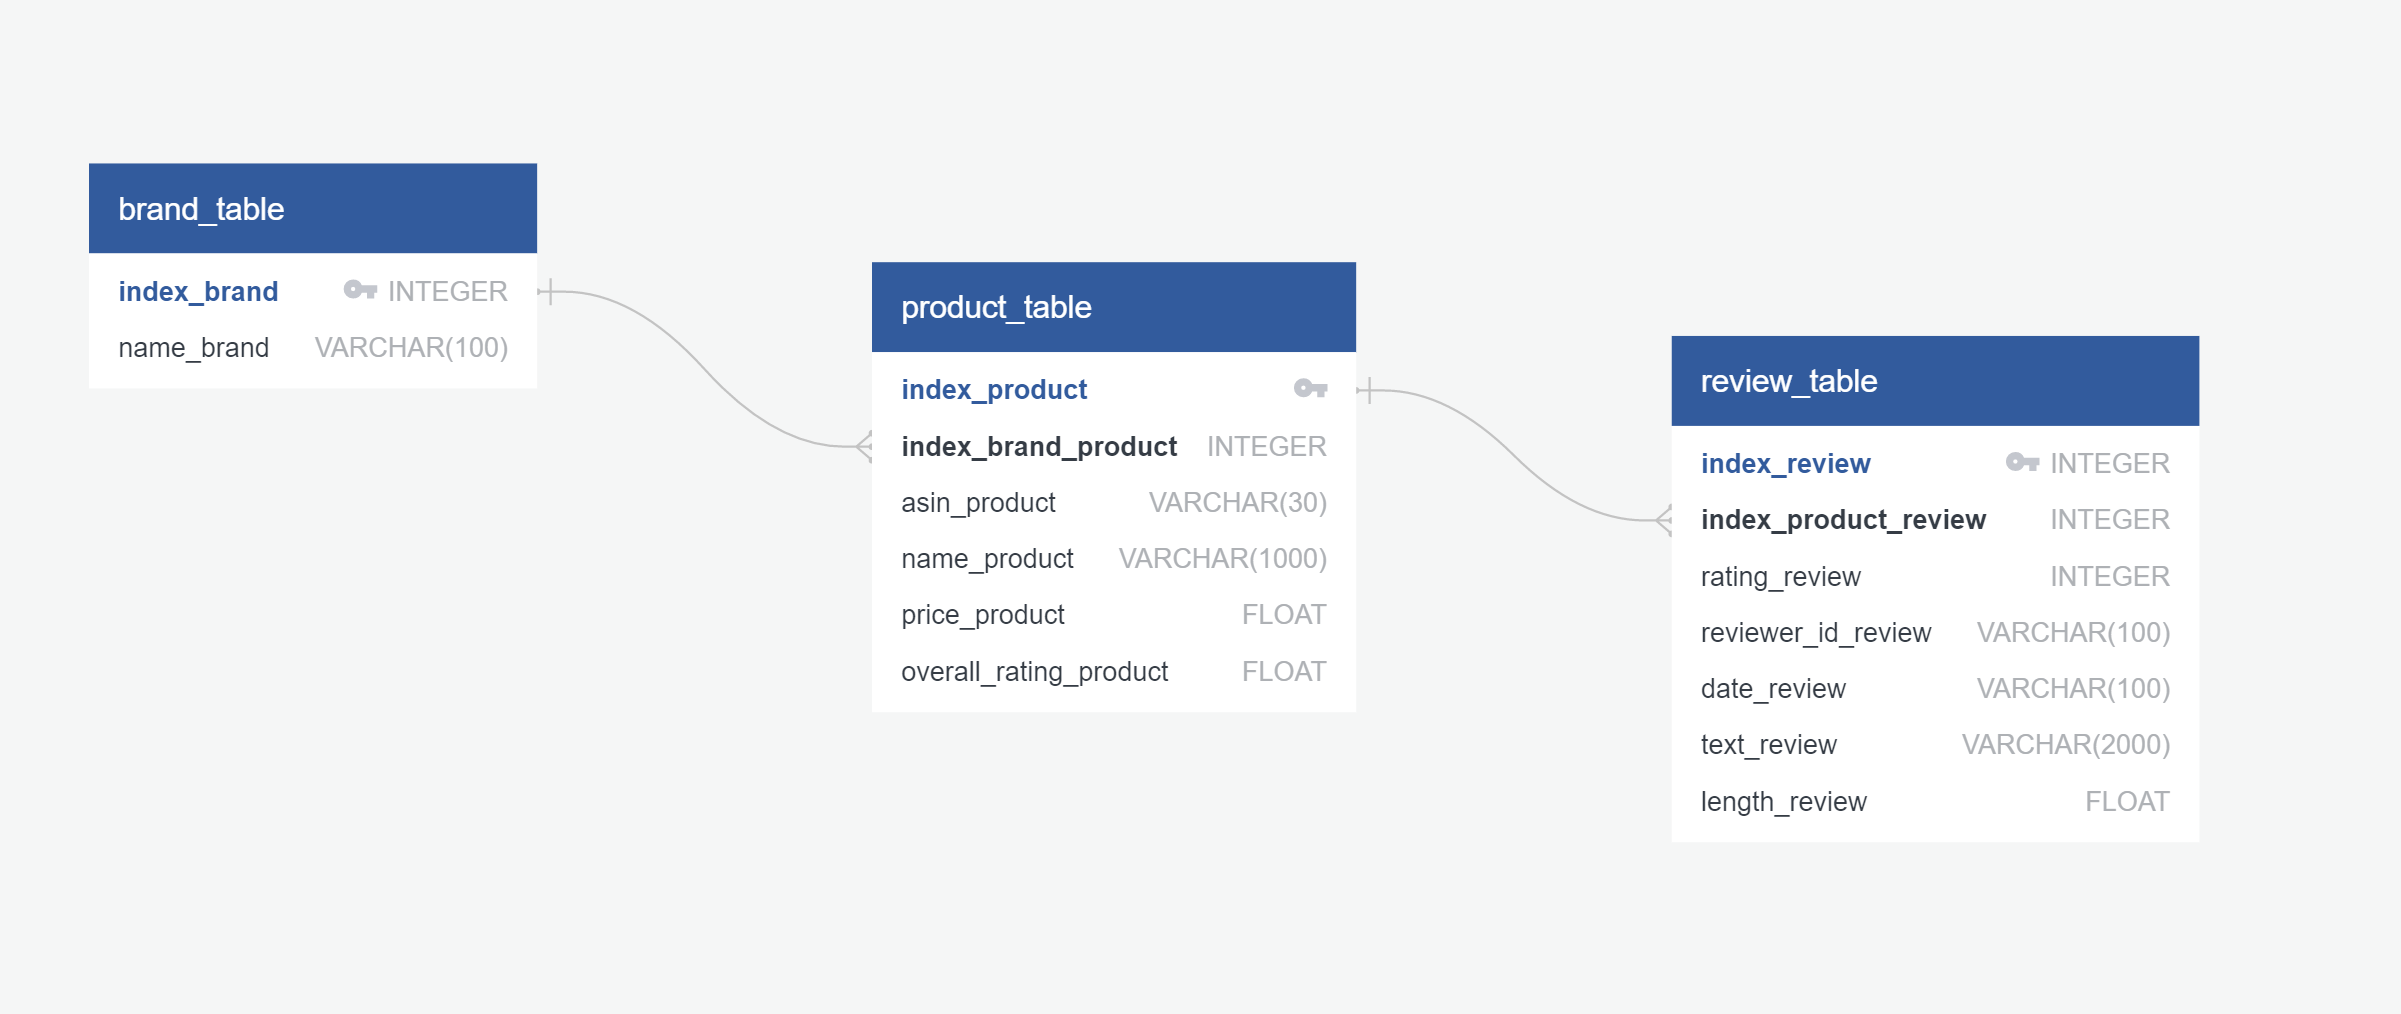 brand_table
index_brand INTEGER
name_brand VARCHAR(100)
product_table
index_product
index_brand_product INTEGER
asin_product VARCHAR(30)
name_product VARCHAR(1000)
price_product FLOAT
overall_rating_product FLOAT
review_table
index_review INTEGER
index_product_review INTEGER
rating_review INTEGER
reviewer_id_review VARCHAR(100)
date_review VARCHAR(100)
text_review VARCHAR(2000)
length_review FLOAT